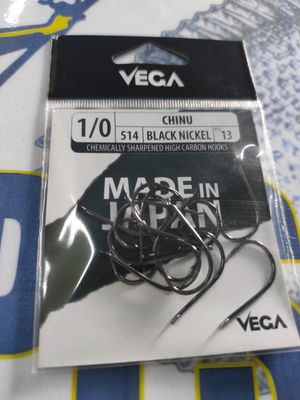 VEGA
1/0
CHINU
514 BLACK NICKEL 13
CHEMICALLY SHARPENED HIGH CARBON HOOKS
MADE IN
JAPAN
VEGA